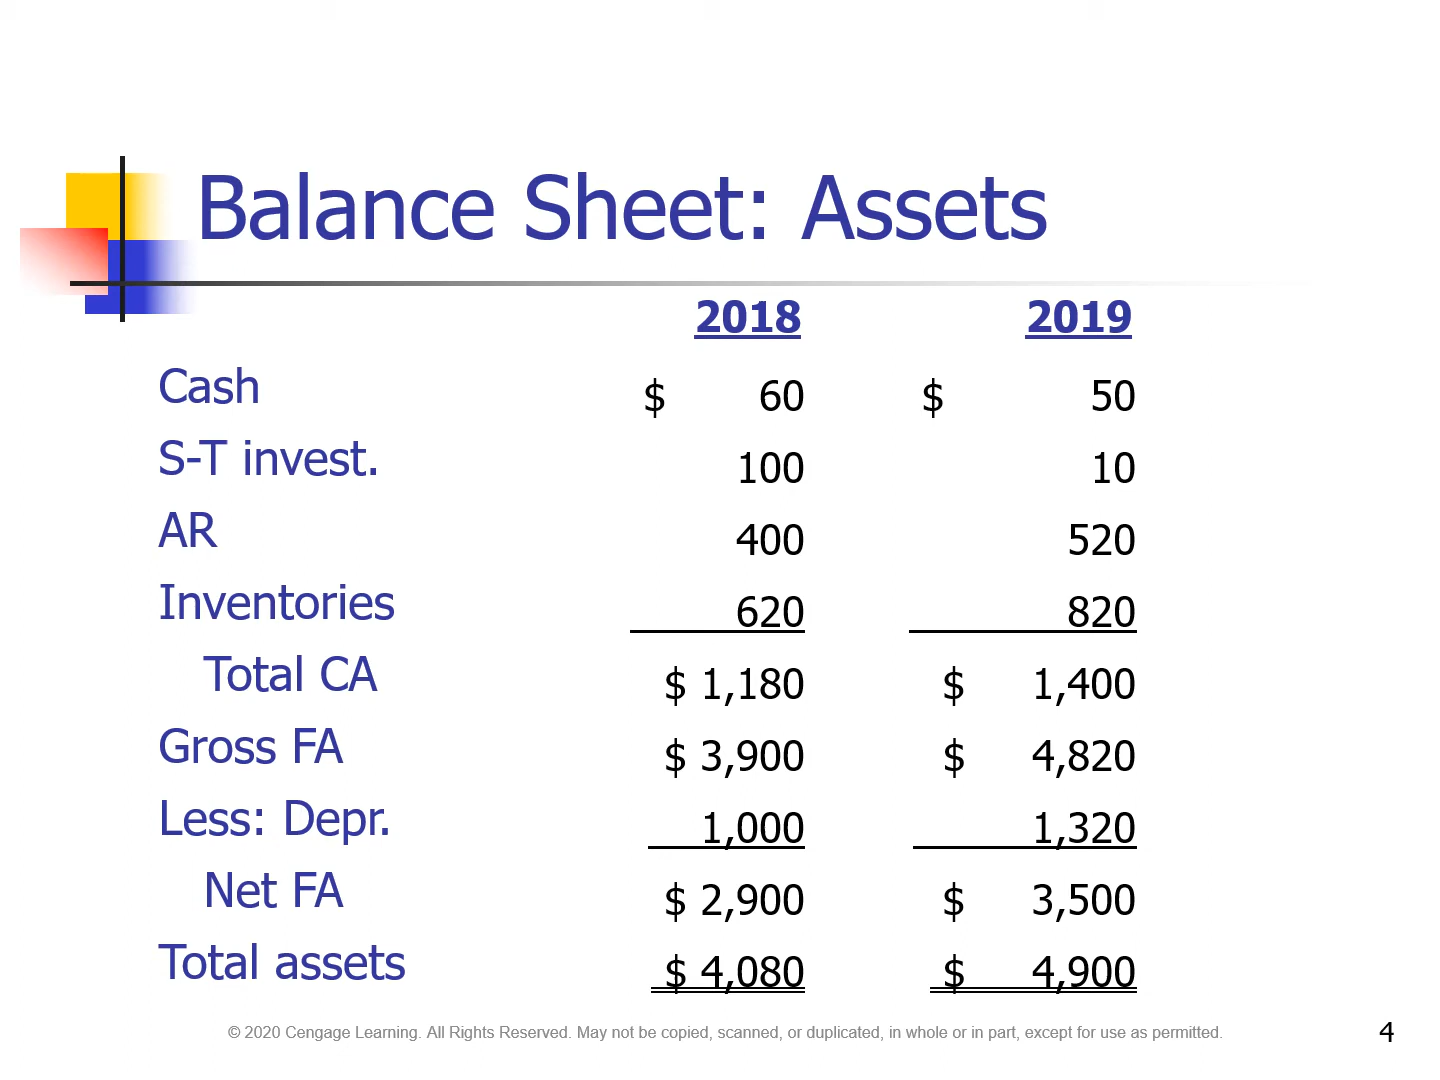 Balance Sheet: Assets
2018 2019
Cash $ 60 $ 50
S-T invest. 100 10
AR 400 520
Inventories 620 820
Total CA $ 1,180 $ 1,400
Gross FA $ 3,900 $ 4,820
Less: Depr. 1,000 1,320
Net FA $ 2,900 $ 3,500
Total assets $ 4,080 $ 4,900
© 2020 Cengage Learning. All Rights Reserved. May not be copied, scanned, or duplicated, in whole or in part, except for use as permitted. 4